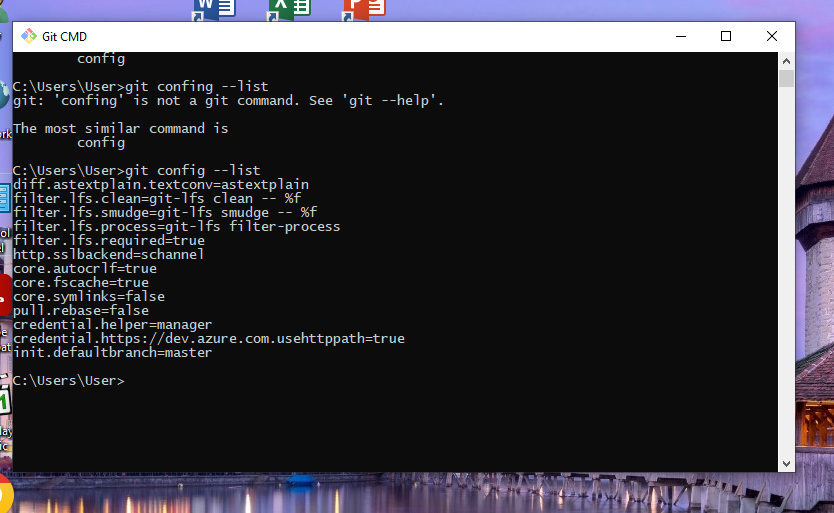 Git CMD
config
C:\Users\User>git confing --list
git: 'confing' is not a git command. See 'git --help'.
The most similar command is
config
C:\Users\User>git config --list
diff.astextplain.textconv=astextplain
filter.lfs.clean=git-lfs clean -- %f
filter.lfs.smudge=git-lfs smudge -- %f
filter.lfs.process=git-lfs filter-process
filter.lfs.required=true
http.sslbackend=schannel
core.autocrlf=true
core.fscache=true
core.symlinks=false
pull.rebase=false
credential.helper=manager
credential.https://dev.azure.com.usehttppath=true
init.defaultbranch=master
C:\Users\User>